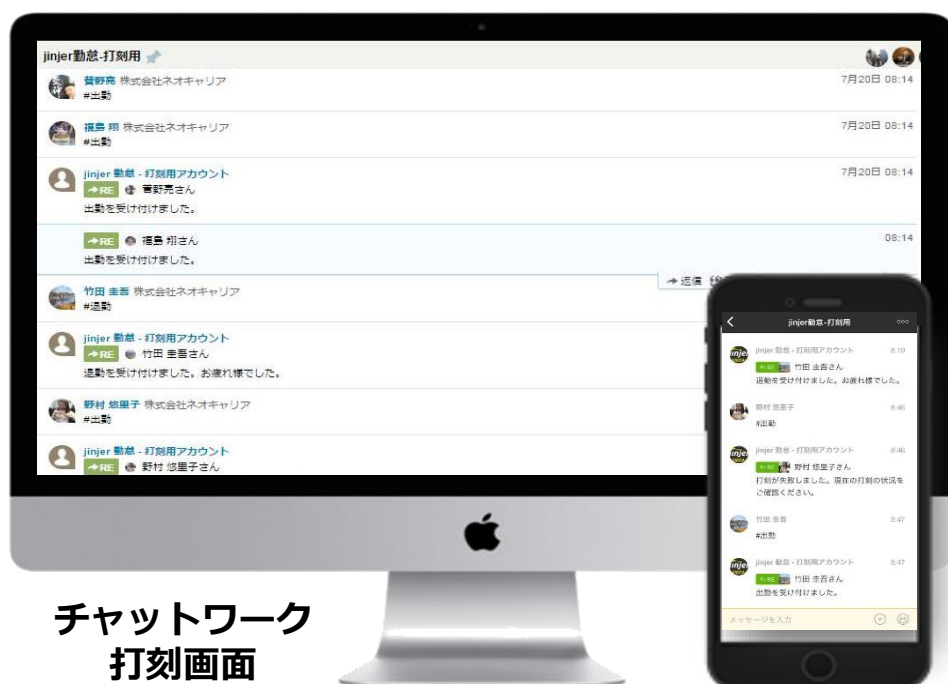 jinjer勤怠-打刻用
菅野亮 株式会社ネオキャリア
7月20日 08:14
#出勤
福島 翔 株式会社ネオキャリア
7月20日 08:14
#出勤
jinjer 勤怠 - 打刻用アカウント
7月20日 08:14
RE 菅野亮さん
出勤を受け付けました。
RE 福島 翔さん
08:14
出勤を受け付けました。
返信
竹田 圭吾 株式会社ネオキャリア
#退勤
jinjer 勤怠 - 打刻用アカウント
RE 竹田 圭吾さん
退勤を受け付けました。お疲れ様でした。
野村 悠里子 株式会社ネオキャリア
#出勤
jinjer 勤怠 - 打刻用アカウント
RE 野村 悠里子さん
jinjer勤怠-打刻用
jinjer 勤怠 - 打刻用アカウント
8:19
RE 竹田 圭吾さん
退勤を受け付けました。お疲れ様でした。
野村 悠里子
8:46
#出勤
jinjer 勤怠 - 打刻用アカウント
8:46
RE 野村 悠里子さん
打刻が失敗しました。現在の打刻の状況を
ご確認ください。
竹田 圭吾
8:47
#出勤
jinjer 勤怠 - 打刻用アカウント
8:47
RE 竹田 圭吾さん
出勤を受け付けました。
メッセージを入力
チャットワーク
打刻画面